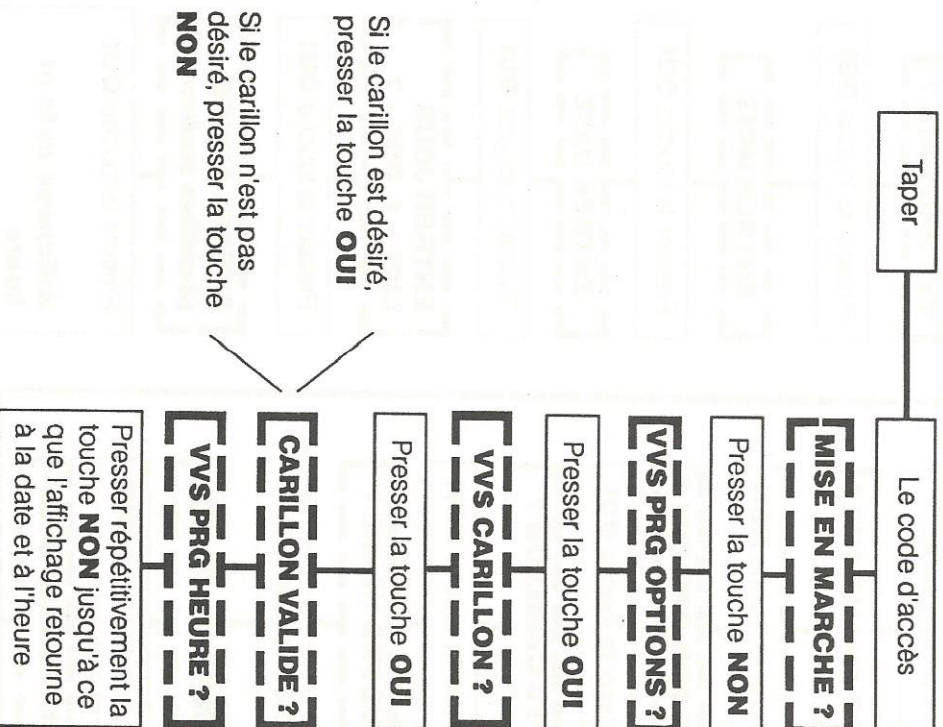 Taper
Le code d'accès
MISE EN MARCHE ?
Presser la touche NON
VVS PRG OPTIONS ?
Presser la touche OUI
VVS CARILLON ?
Presser la touche OUI
Si le carillon est désiré,
presser la touche OUI
Si le carillon n'est pas
désiré, presser la touche
NON
CARILLON VALIDE ?
VVS PRG HEURE ?
Presser répétitivement la
touche NON jusqu'à ce
que l'affichage retourne
à la date et à l'heure